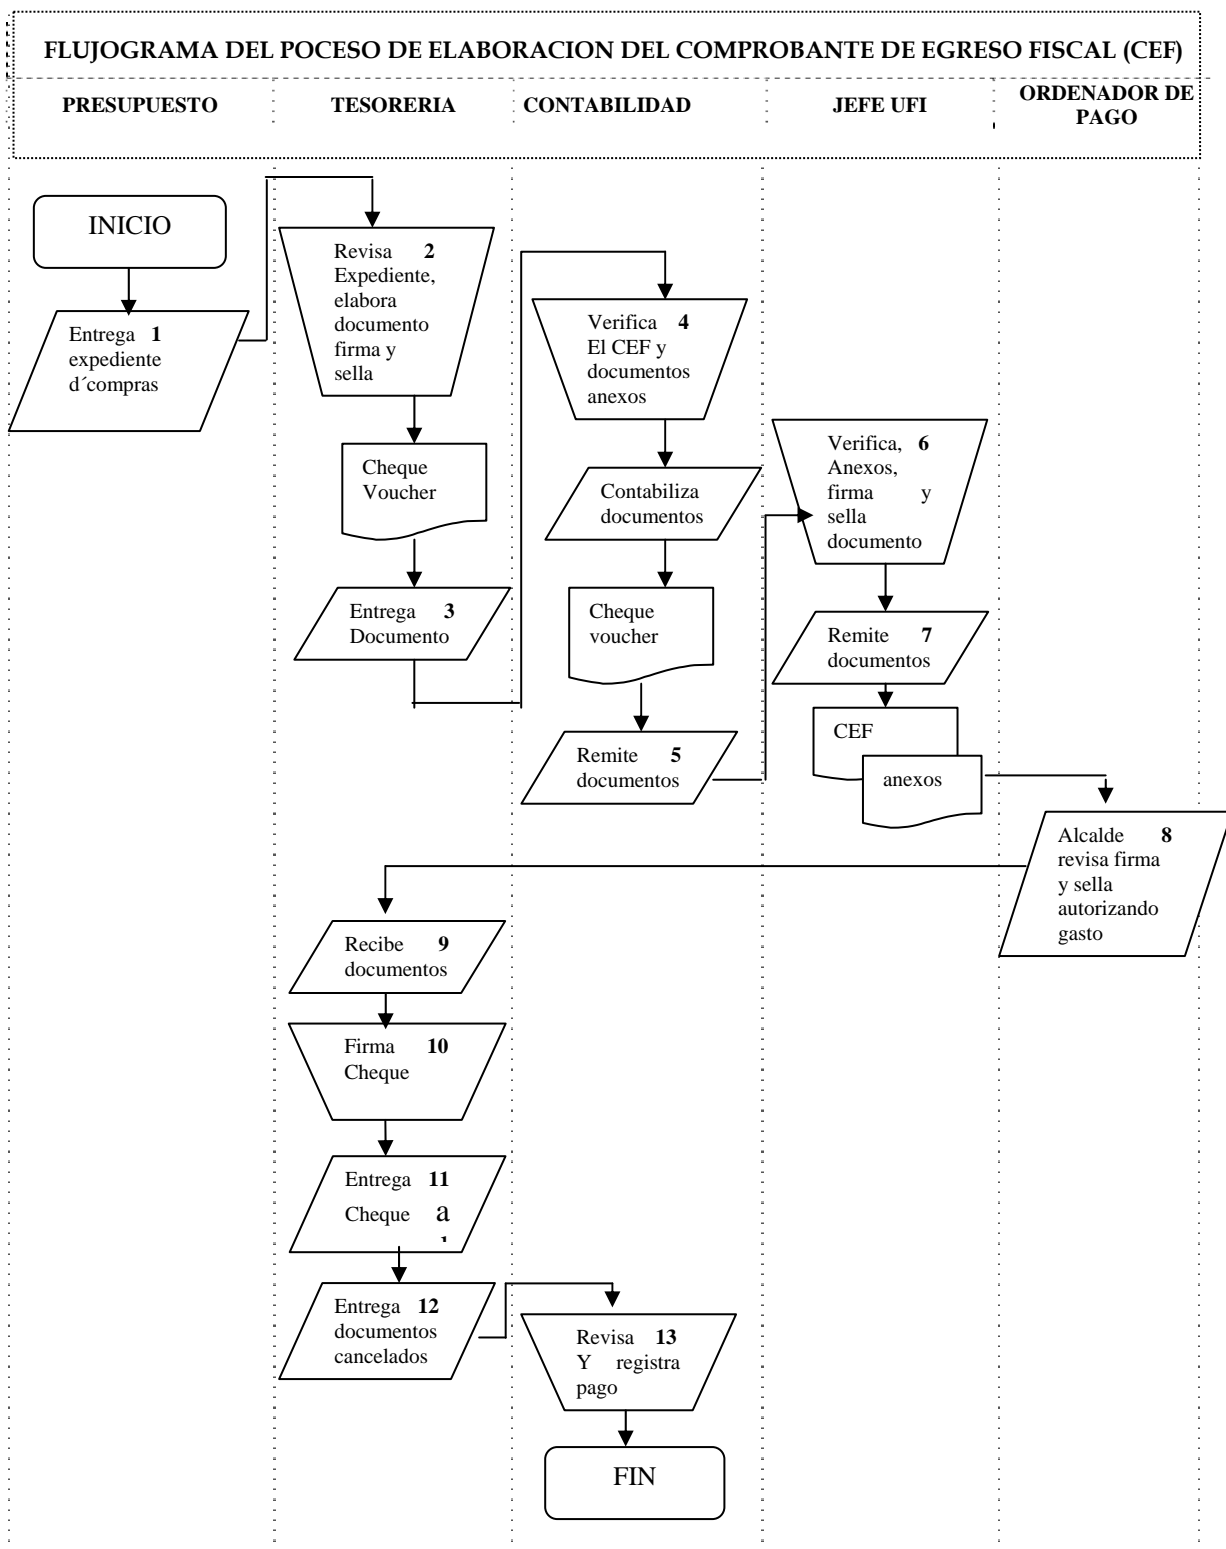 FLUJOGRAMA DEL POCESO DE ELABORACION DEL COMPROBANTE DE EGRESO FISCAL (CEF)
PRESUPUESTO
TESORERIA
CONTABILIDAD
JEFE UFI
ORDENADOR DE
PAGO
INICIO
Entrega 1
expediente
d´compras
Revisa 2
Expediente,
elabora
documento
firma y
sella
Cheque
Voucher
Entrega 3
Documento
Verifica 4
El CEF y
documentos
anexos
Contabiliza
documentos
Cheque
voucher
Remite 5
documentos
Verifica, 6
Anexos,
firma y
sella
documento
Remite 7
documentos
CEF
anexos
Alcalde 8
revisa firma
y sella
autorizando
gasto
Recibe 9
documentos
Firma 10
Cheque
Entrega 11
Cheque a
Entrega 12
documentos
cancelados
Revisa 13
Y registra
pago
FIN